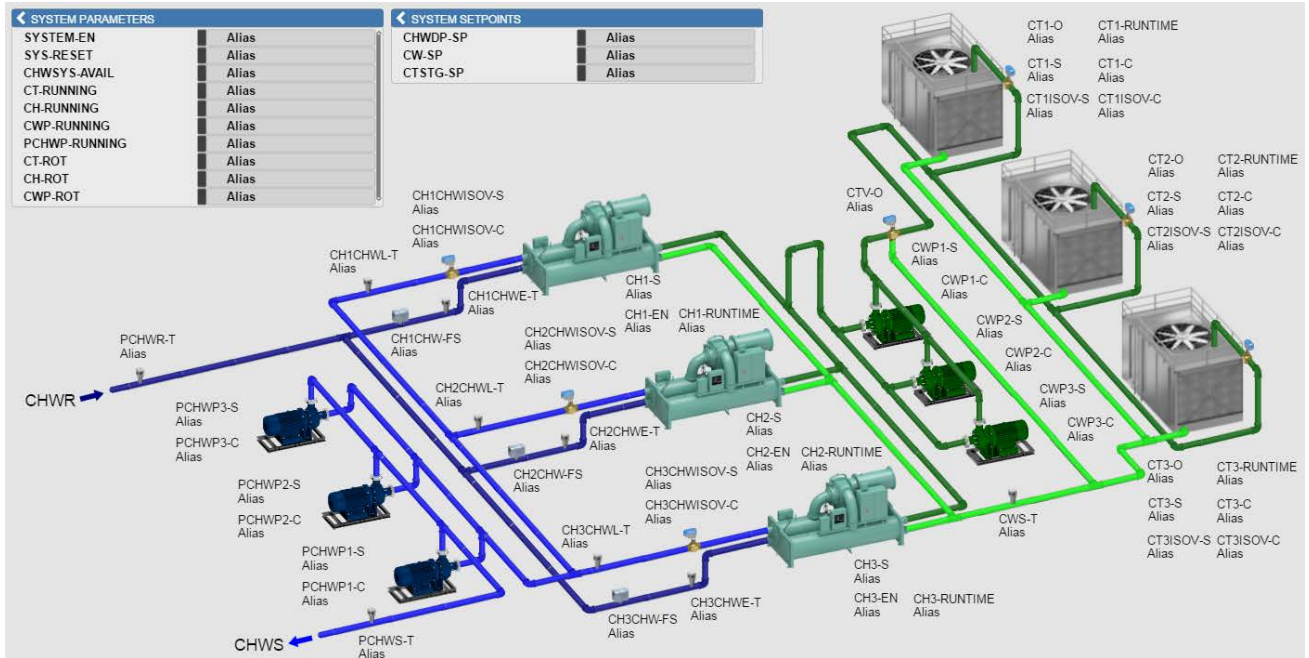 SYSTEM PARAMETERS
SYSTEM-EN Alias
SYS-RESET Alias
CHWSYS-AVAIL Alias
CT-RUNNING Alias
CH-RUNNING Alias
CWP-RUNNING Alias
PCHWP-RUNNING Alias
CT-ROT Alias
CH-ROT Alias
CWP-ROT Alias
SYSTEM SETPOINTS
CHWDP-SP Alias
CW-SP Alias
CTSTG-SP Alias
CT1-O CT1-RUNTIME
Alias Alias
CT1-S CT1-C
Alias Alias
CT1ISOV-S CT1ISOV-C
Alias Alias
CT2-O CT2-RUNTIME
Alias Alias
CT2-S CT2-C
Alias Alias
CT2ISOV-S CT2ISOV-C
Alias Alias
CH1CHWISOV-S
Alias
CH1CHWISOV-C
Alias
CTV-O
Alias
CH1CHWL-T
Alias
CWP1-S
Alias
CWP1-C
Alias
CH1CHWE-T
Alias
CH1-S
Alias
CH1-EN CH1-RUNTIME
Alias Alias
CH1CHW-FS
Alias
PCHWR-T
Alias
CH2CHWISOV-S
Alias
CH2CHWISOV-C
Alias
CWP2-S
Alias
CWP2-C
Alias
CH2CHWL-T
Alias
CWP3-S
Alias
CWP3-C
Alias
CHWR
PCHWP3-S
Alias
PCHWP3-C
Alias
CH2-S
Alias
CH2-EN CH2-RUNTIME
Alias Alias
CH2CHWE-T
Alias
CH2CHW-FS
Alias
CH3CHWISOV-S
Alias
CH3CHWISOV-C
Alias
CT3-O CT3-RUNTIME
Alias Alias
CT3-S CT3-C
Alias Alias
CT3ISOV-S CT3ISOV-C
Alias Alias
PCHWP2-S
Alias
PCHWP2-C
Alias
CWS-T
Alias
CH3CHWL-T
Alias
PCHWP1-S
Alias
PCHWP1-C
Alias
CH3-S
Alias
CH3-EN CH3-RUNTIME
Alias Alias
CH3CHWE-T
Alias
CH3CHW-FS
Alias
PCHWS-T
Alias
CHWS